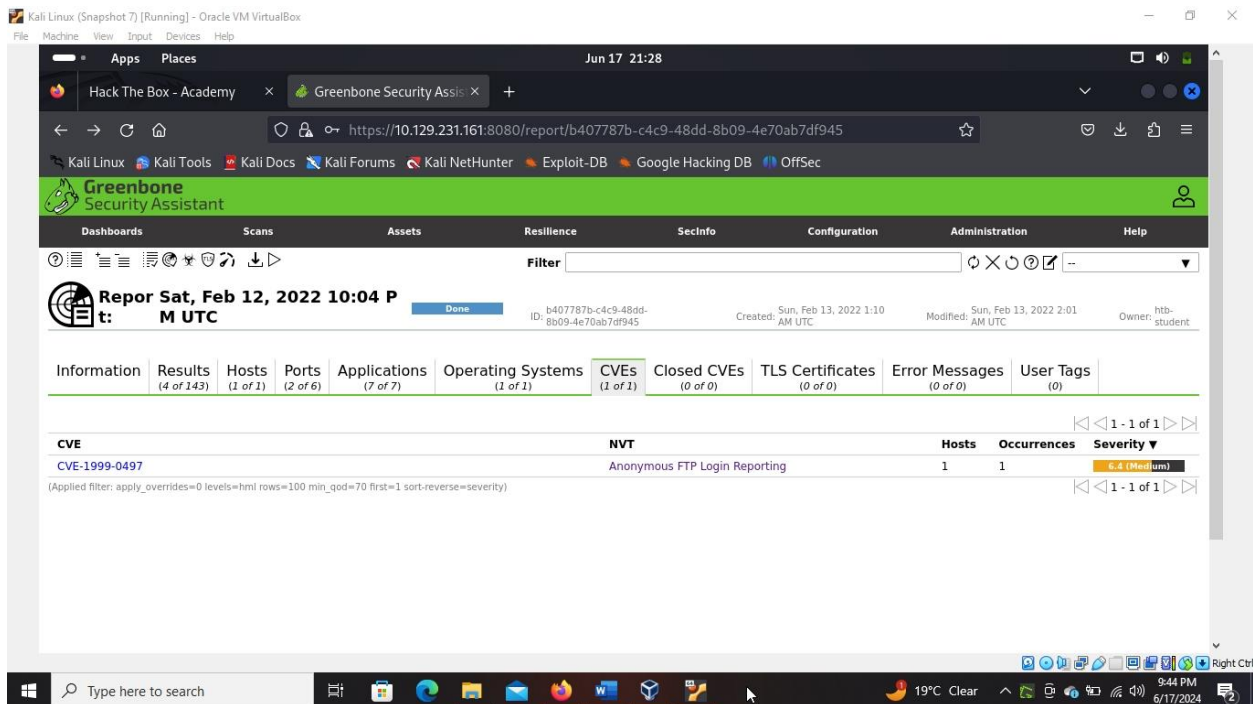 Kali Linux (Snapshot 7) [Running] - Oracle VM VirtualBox
File Machine View Input Devices Help
Apps Places Jun 17 21:28
Hack The Box - Academy × Greenbone Security Assis × +
https://10.129.231.161:8080/report/b407787b-c4c9-48dd-8b09-4e70ab7df945
Kali Linux Kali Tools Kali Docs Kali Forums Kali NetHunter Exploit-DB Google Hacking DB OffSec
Greenbone
Security Assistant
Dashboards Scans Assets Resilience SecInfo Configuration Administration Help
Filter --
Repor Sat, Feb 12, 2022 10:04 P
t: M UTC
Done
ID: b407787b-c4c9-48dd-
8b09-4e70ab7df945
Created: Sun, Feb 13, 2022 1:10
AM UTC
Modified: Sun, Feb 13, 2022 2:01
AM UTC
Owner: htb-
student
Information Results Hosts Ports Applications Operating Systems CVEs Closed CVEs TLS Certificates Error Messages User Tags
(4 of 143) (1 of 1) (2 of 6) (7 of 7) (1 of 1) (1 of 1) (0 of 0) (0 of 0) (0 of 0) (0)
1 - 1 of 1
CVE NVT Hosts Occurrences Severity ▼
CVE-1999-0497 Anonymous FTP Login Reporting 1 1 6.4 (Medium)
(Applied filter: apply_overrides=0 levels=hml rows=100 min_qod=70 first=1 sort-reverse=severity)
1 - 1 of 1
Right Ctrl
Type here to search
19°C Clear
9:44 PM
6/17/2024
2